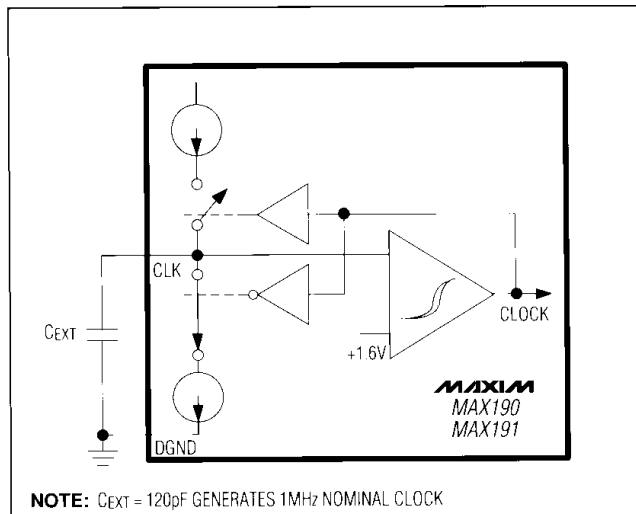 CLK
CEXT
+1.6V
CLOCK
MAXIM
MAX190
MAX191
DGND
NOTE: CEXT = 120pF GENERATES 1MHz NOMINAL CLOCK